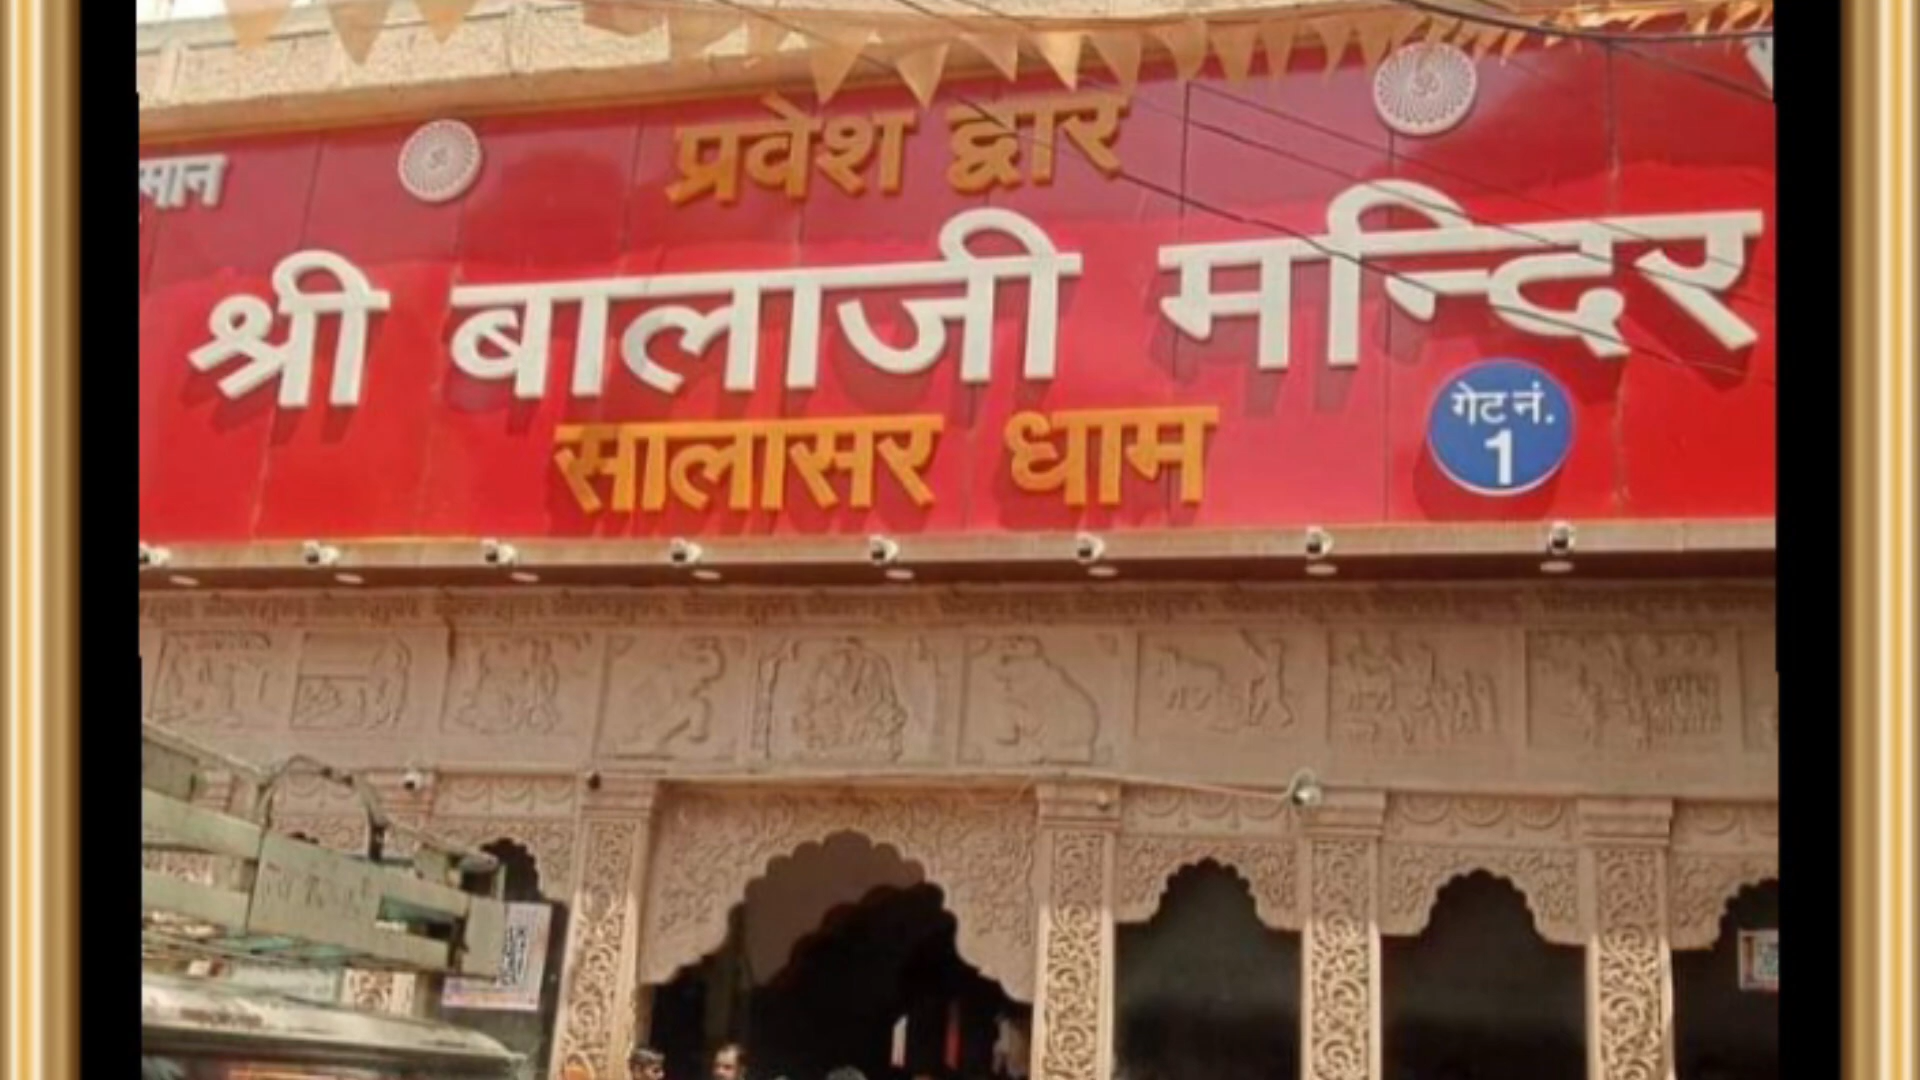 प्रवेश द्वार
श्री बालाजी मन्दिर
सालासर धाम
गेट नं.
1